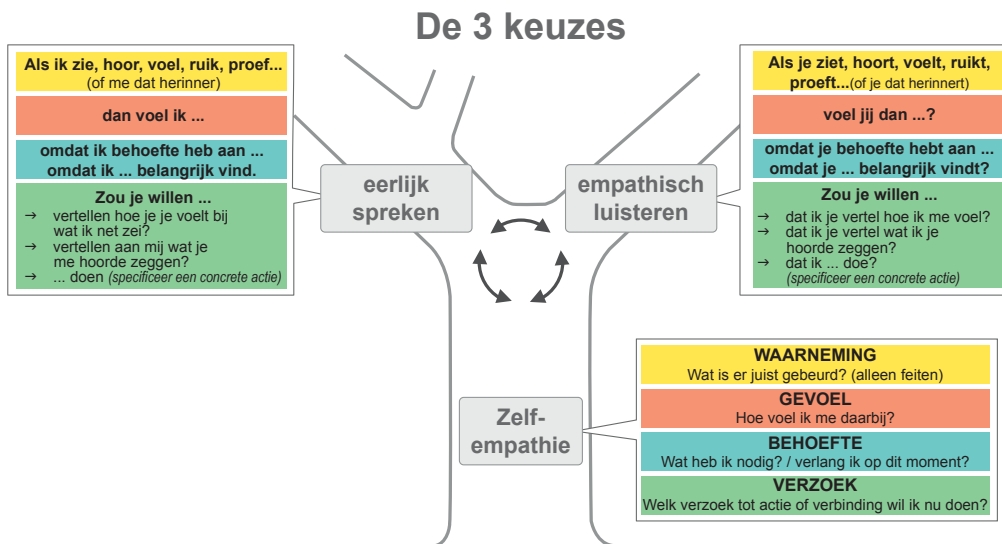 De 3 keuzes
Als ik zie, hoor, voel, ruik, proef...
(of me dat herinner)
dan voel ik ...
omdat ik behoefte heb aan ...
omdat ik ... belangrijk vind.
Zou je willen ...
→ vertellen hoe je je voelt bij
wat ik net zei?
→ vertellen aan mij wat je
me hoorde zeggen?
→ ... doen (specificeer een concrete actie)
eerlijk
spreken
empathisch
luisteren
Als je ziet, hoort, voelt, ruikt,
proeft...(of je dat herinnert)
voel jij dan ...?
omdat je behoefte hebt aan ...
omdat je ... belangrijk vindt?
Zou je willen ...
→ dat ik je vertel hoe ik me voel?
→ dat ik je vertel wat ik je
hoorde zeggen?
→ dat ik ... doe?
(specificeer een concrete actie)
Zelf-
empathie
WAARNEMING
Wat is er juist gebeurd? (alleen feiten)
GEVOEL
Hoe voel ik me daarbij?
BEHOEFTE
Wat heb ik nodig? / verlang ik op dit moment?
VERZOEK
Welk verzoek tot actie of verbinding wil ik nu doen?